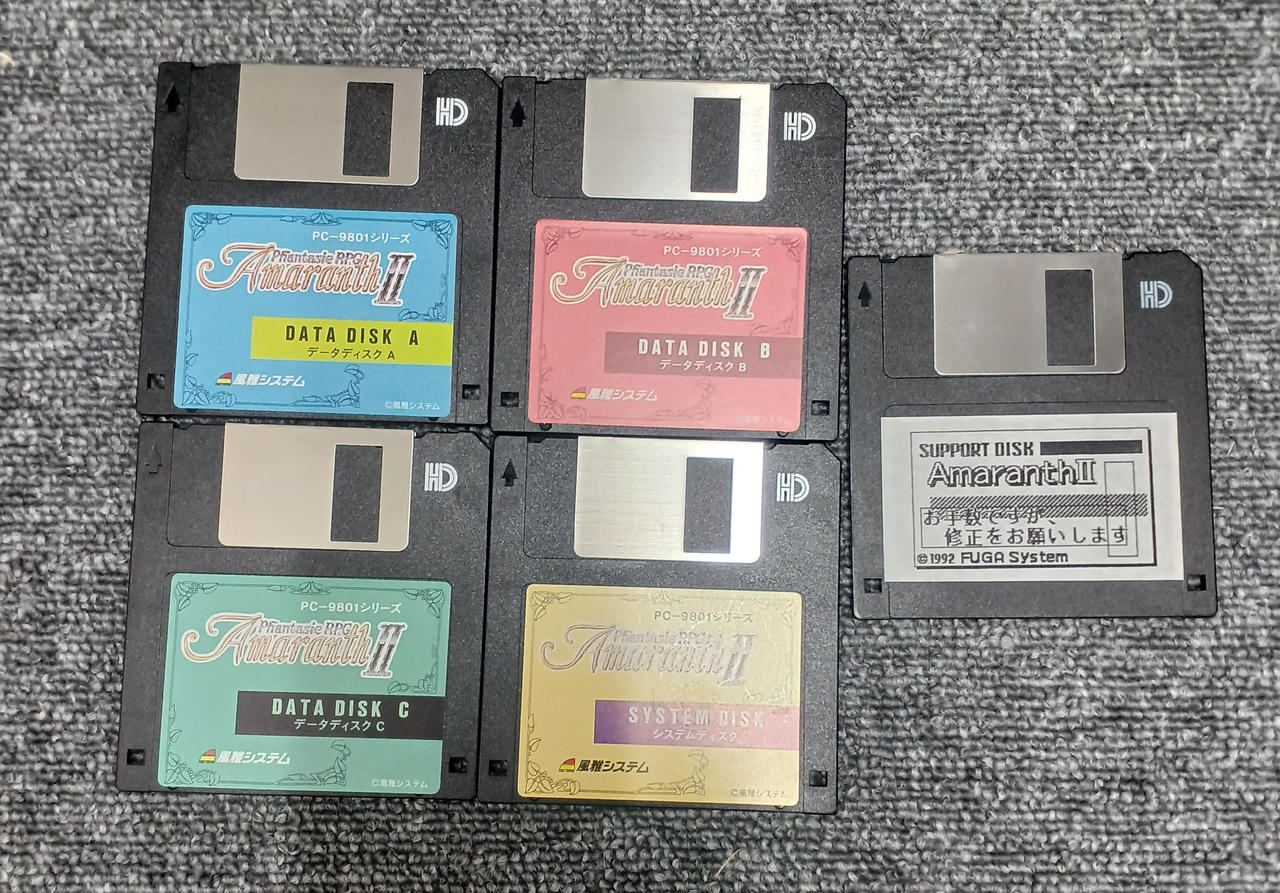 HD
PC-9801シリーズ
Phantasie RPG
Amaranth II
DATA DISK A
データディスク A
風雅システム
©風雅システム
HD
PC-9801シリーズ
Phantasie RPG
Amaranth II
DATA DISK B
データディスク B
風雅システム
©風雅システム
HD
PC-9801シリーズ
Phantasie RPG
Amaranth II
DATA DISK C
データディスク C
風雅システム
©風雅システム
HD
PC-9801シリーズ
Phantasie RPG
Amaranth II
SYSTEM DISK
システムディスク
風雅システム
©風雅システム
HD
SUPPORT DISK
AmaranthII
お手数ですが、
修正をお願いします
©1992 FUGA System